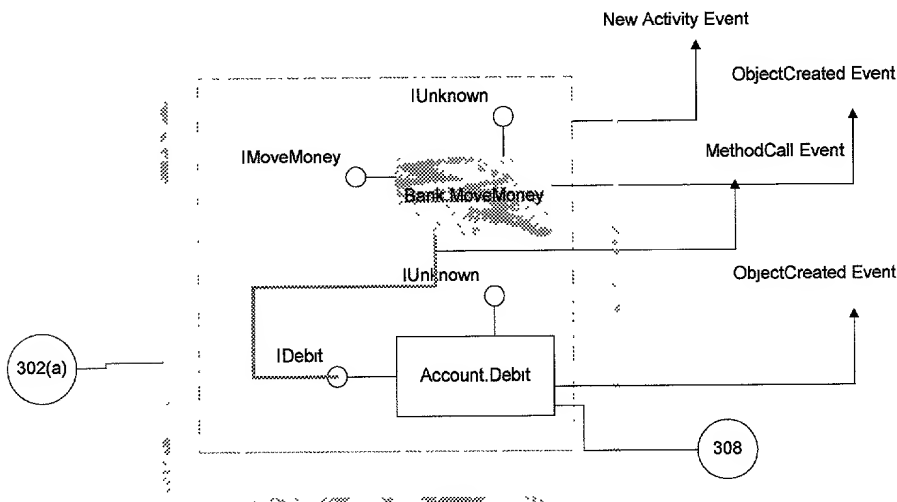 New Activity Event
ObjectCreated Event
IUnknown
MethodCall Event
IMoveMoney
Bank.MoveMoney
IUnknown
ObjectCreated Event
IDebit
302(a)
Account.Debit
308